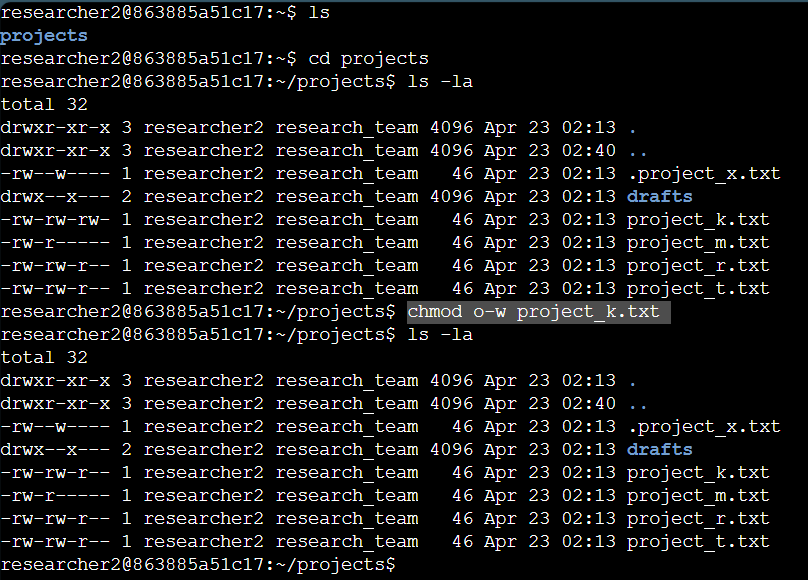 researcher2@863885a51c17:~$ ls
projects
researcher2@863885a51c17:~$ cd projects
researcher2@863885a51c17:~/projects$ ls -la
total 32
drwxr-xr-x 3 researcher2 research_team 4096 Apr 23 02:13 .
drwxr-xr-x 3 researcher2 research_team 4096 Apr 23 02:40 ..
-rw--w---- 1 researcher2 research_team   46 Apr 23 02:13 .project_x.txt
drwx--x--- 2 researcher2 research_team 4096 Apr 23 02:13 drafts
-rw-rw-rw- 1 researcher2 research_team   46 Apr 23 02:13 project_k.txt
-rw-r----- 1 researcher2 research_team   46 Apr 23 02:13 project_m.txt
-rw-rw-r-- 1 researcher2 research_team   46 Apr 23 02:13 project_r.txt
-rw-rw-r-- 1 researcher2 research_team   46 Apr 23 02:13 project_t.txt
researcher2@863885a51c17:~/projects$ chmod o-w project_k.txt
researcher2@863885a51c17:~/projects$ ls -la
total 32
drwxr-xr-x 3 researcher2 research_team 4096 Apr 23 02:13 .
drwxr-xr-x 3 researcher2 research_team 4096 Apr 23 02:40 ..
-rw--w---- 1 researcher2 research_team   46 Apr 23 02:13 .project_x.txt
drwx--x--- 2 researcher2 research_team 4096 Apr 23 02:13 drafts
-rw-rw-r-- 1 researcher2 research_team   46 Apr 23 02:13 project_k.txt
-rw-r----- 1 researcher2 research_team   46 Apr 23 02:13 project_m.txt
-rw-rw-r-- 1 researcher2 research_team   46 Apr 23 02:13 project_r.txt
-rw-rw-r-- 1 researcher2 research_team   46 Apr 23 02:13 project_t.txt
researcher2@863885a51c17:~/projects$